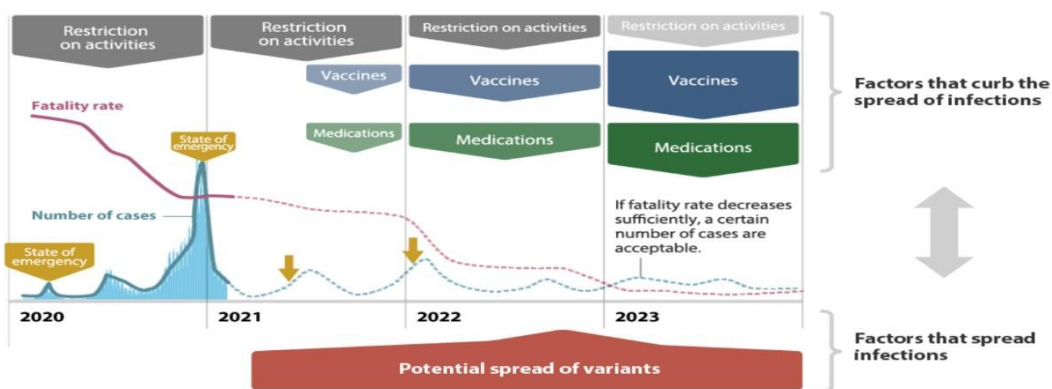 Restriction
on activities
Restriction
on activities
Restriction on activities
Restriction on activities
Vaccines
Vaccines
Vaccines
Factors that curb the
spread of infections
Fatality rate
Medications
Medications
Medications
State of
emergency
Number of cases
If fatality rate decreases
sufficiently, a certain
number of cases are
acceptable.
State of
emergency
2020
2021
2022
2023
Factors that spread
infections
Potential spread of variants